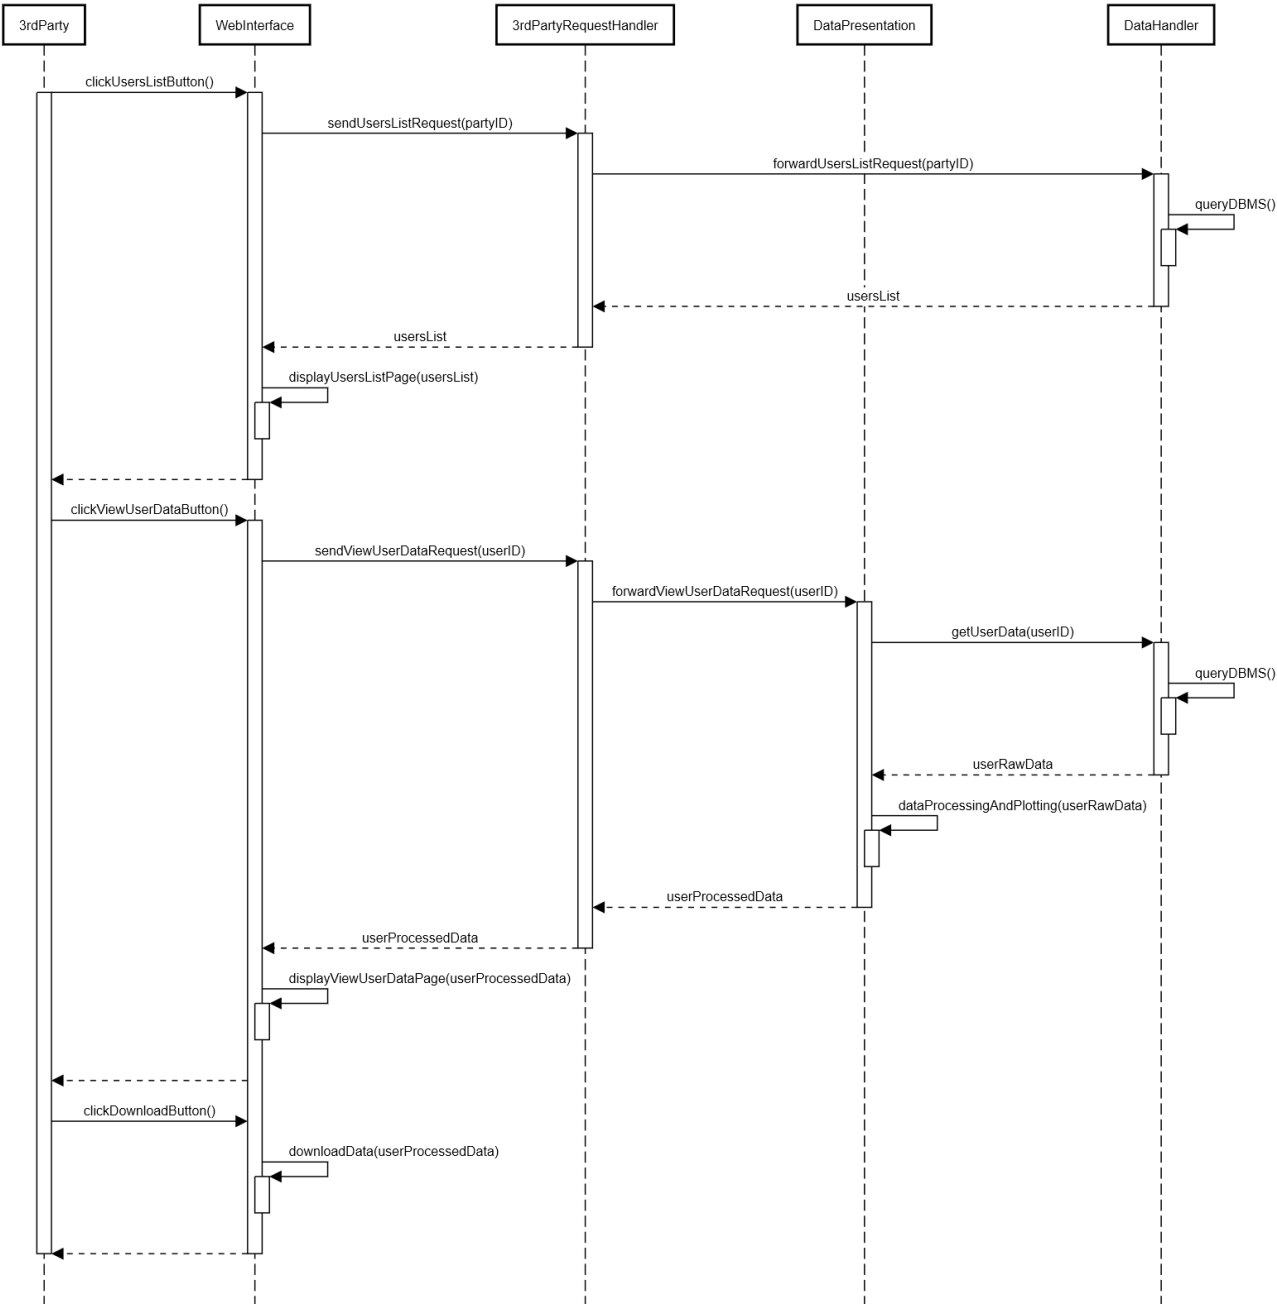 3rdParty
WebInterface
3rdPartyRequestHandler
DataPresentation
DataHandler
clickUsersListButton()
sendUsersListRequest(partyID)
forwardUsersListRequest(partyID)
queryDBMS()
usersList
usersList
displayUsersListPage(usersList)
clickViewUserDataButton()
sendViewUserDataRequest(userID)
forwardViewUserDataRequest(userID)
getUserData(userID)
queryDBMS()
userRawData
dataProcessingAndPlotting(userRawData)
userProcessedData
userProcessedData
displayViewUserDataPage(userProcessedData)
clickDownloadButton()
downloadData(userProcessedData)